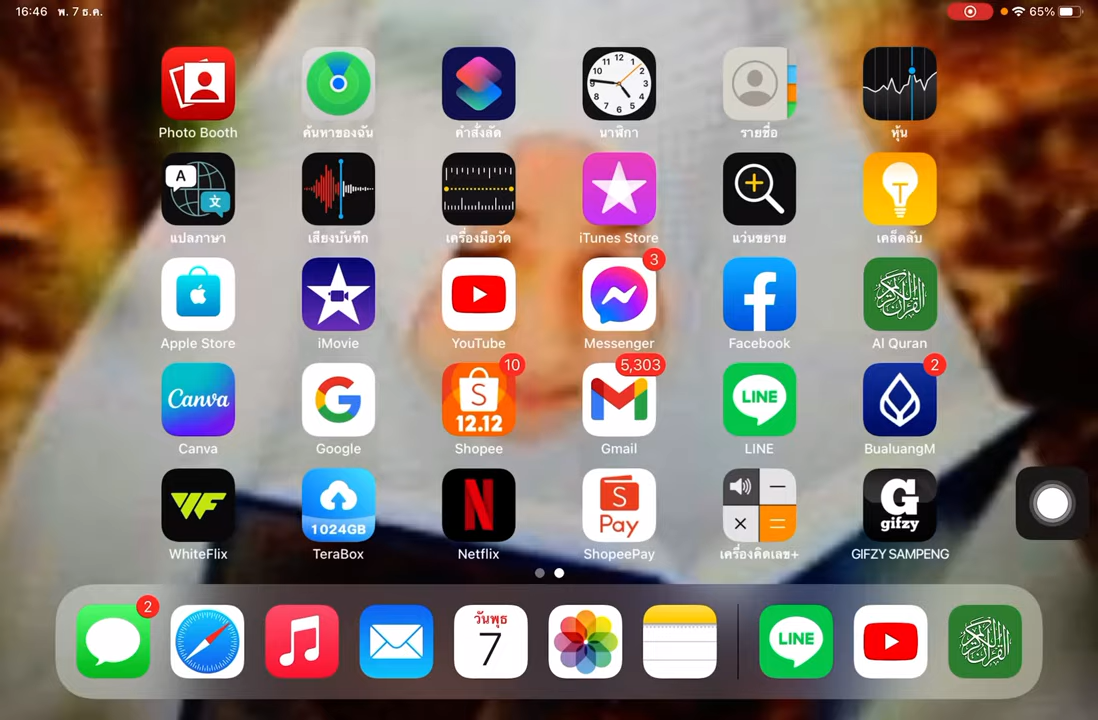 16:46 พ. 7 ธ.ค. 65%
Photo Booth ค้นหาของฉัน คำสั่งลัด นาฬิกา รายชื่อ หุ้น
แปลภาษา เสียงบันทึก เครื่องมือวัด iTunes Store แว่นขยาย เคล็ดลับ
3
Apple Store iMovie YouTube Messenger Facebook Al Quran
10 5,303 2
Canva S 12.12 LINE
Canva Google Shopee Gmail LINE BualuangM
WF 1024GB N S Pay G gifzy
WhiteFlix TeraBox Netflix ShopeePay เครื่องคิดเลข+ GIFZY SAMPENG
2
วันพุธ
7 LINE